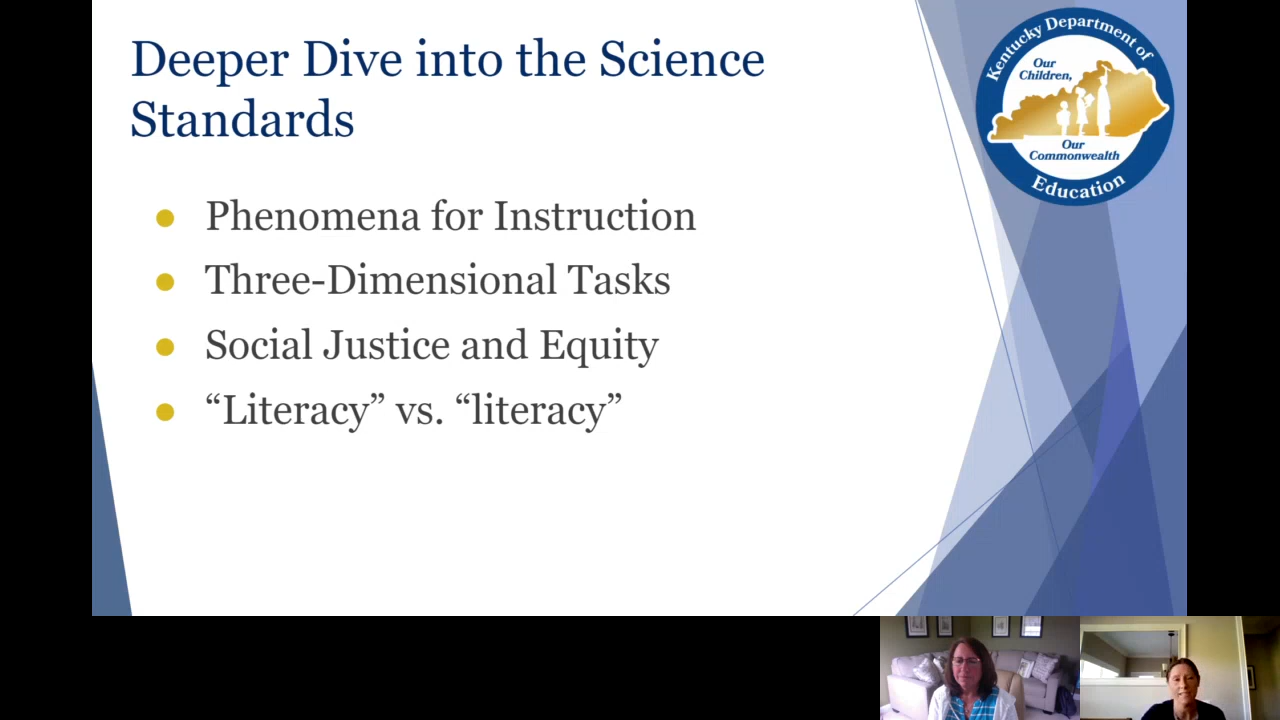 Deeper Dive into the Science
Standards
Kentucky Department of
Our
Children,
Our
Commonwealth
Education
● Phenomena for Instruction
● Three-Dimensional Tasks
● Social Justice and Equity
● “Literacy” vs. “literacy”